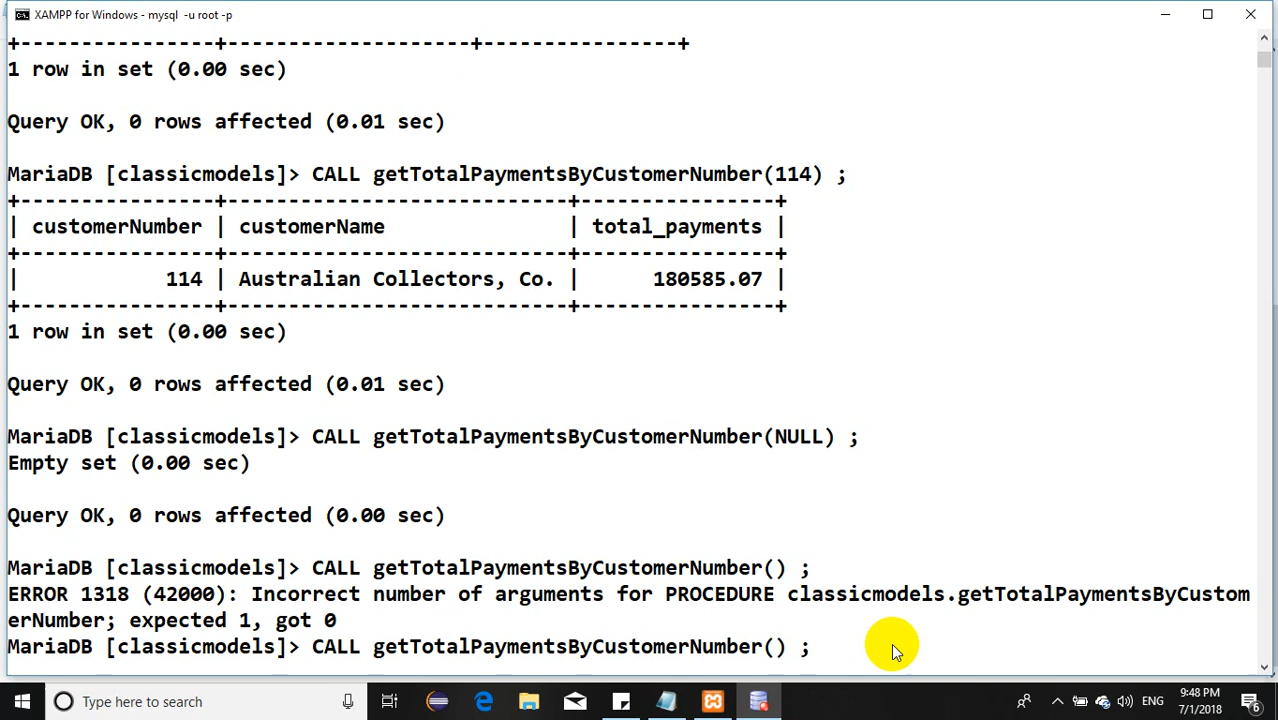 XAMPP for Windows - mysql -u root -p
+----------------+--------------------+----------------+
1 row in set (0.00 sec)
Query OK, 0 rows affected (0.01 sec)
MariaDB [classicmodels]> CALL getTotalPaymentsByCustomerNumber(114) ;
+----------------+----------------------------+----------------+
| customerNumber | customerName               | total_payments |
+----------------+----------------------------+----------------+
|            114 | Australian Collectors, Co. |      180585.07 |
+----------------+----------------------------+----------------+
1 row in set (0.00 sec)
Query OK, 0 rows affected (0.01 sec)
MariaDB [classicmodels]> CALL getTotalPaymentsByCustomerNumber(NULL) ;
Empty set (0.00 sec)
Query OK, 0 rows affected (0.00 sec)
MariaDB [classicmodels]> CALL getTotalPaymentsByCustomerNumber() ;
ERROR 1318 (42000): Incorrect number of arguments for PROCEDURE classicmodels.getTotalPaymentsByCustom
erNumber; expected 1, got 0
MariaDB [classicmodels]> CALL getTotalPaymentsByCustomerNumber() ;
Type here to search
ENG
9:48 PM
7/1/2018
6